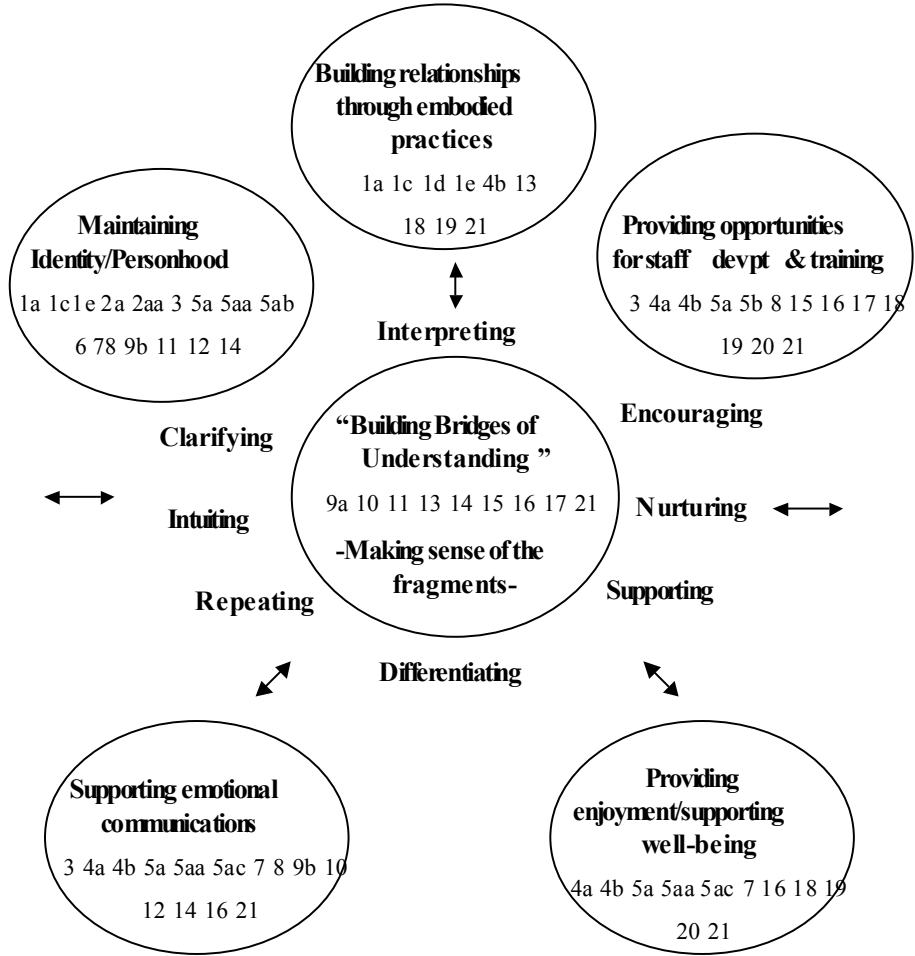 Building relationships
through embodied
practices
1a 1c 1d 1e 4b 13
18 19 21
Maintaining
Identity/Personhood
1a 1c1e 2a 2aa 3 5a 5aa 5ab
6 78 9b 11 12 14
Providing opportunities
for staff devpt & training
3 4a 4b 5a 5b 8 15 16 17 18
19 20 21
Interpreting
Encouraging
Clarifying
“Building Bridges of
Understanding ”
9a 10 11 13 14 15 16 17 21
-Making sense of the
fragments-
Nurturing
Intuiting
Repeating
Supporting
Differentiating
Supporting emotional
communications
3 4a 4b 5a 5aa 5ac 7 8 9b 10
12 14 16 21
Providing
enjoyment/supporting
well-being
4a 4b 5a 5aa 5ac 7 16 18 19
20 21